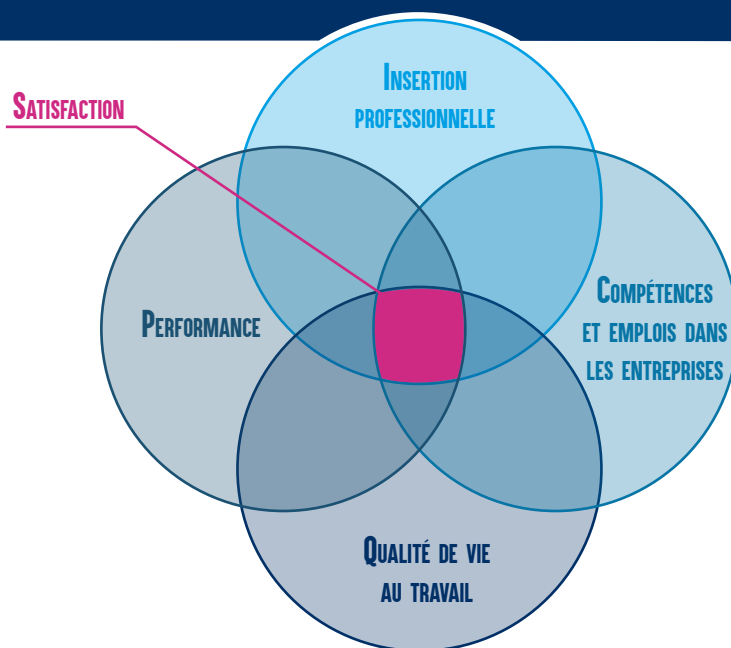 Insertion
professionnelle
Satisfaction
Performance
Compétences
et emplois dans
les entreprises
Qualité de vie
au travail